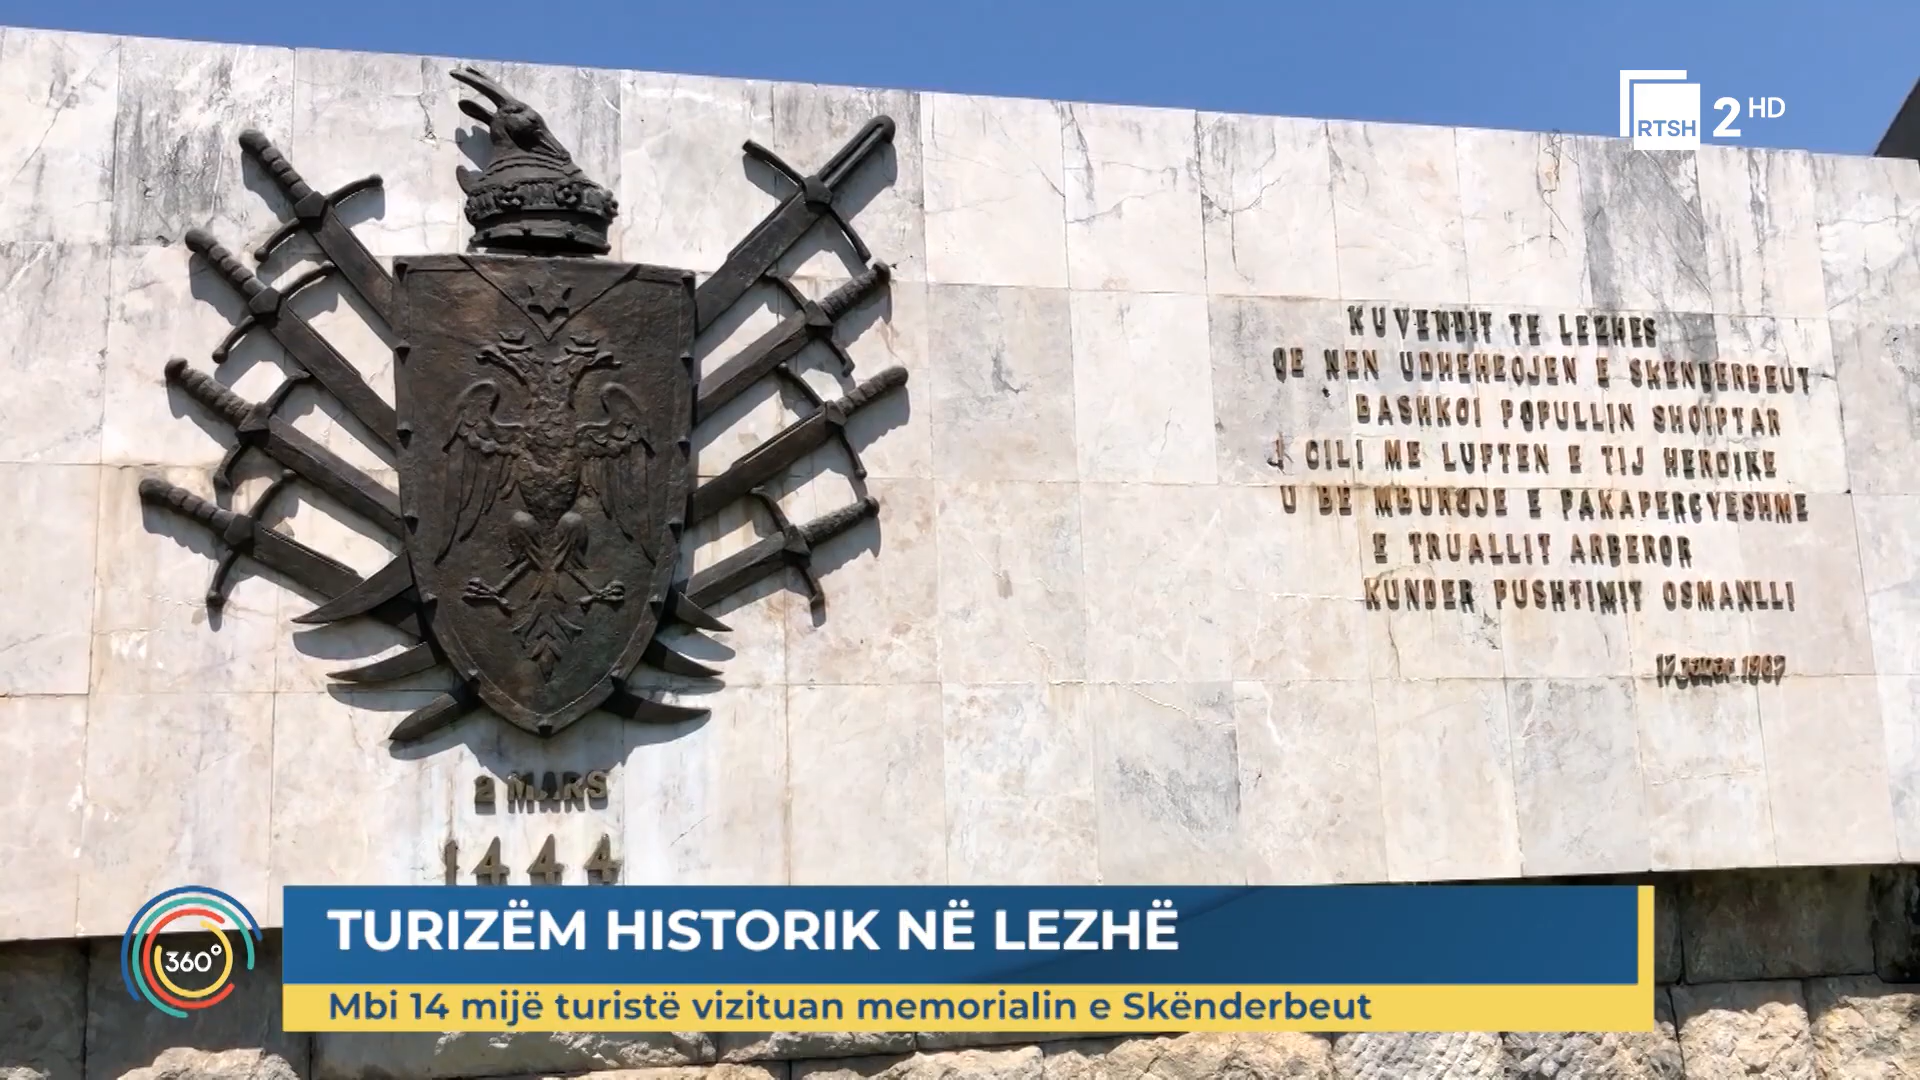 RTSH 2 HD
KUVENDIT TE LEZHES
QE NEN UDHEHEQJEN E SKENDERBEUT
BASHKOI POPULLIN SHQIPTAR
I CILI ME LUFTEN E TIJ HEROIKE
U BE MBUROJE E PAKAPERCYESHME
E TRUALLIT ARBEROR
KUNDER PUSHTIMIT OSMANLLI
17 1967
2 MARS
1444
360°
TURIZËM HISTORIK NË LEZHË
Mbi 14 mijë turistë vizituan memorialin e Skënderbeut